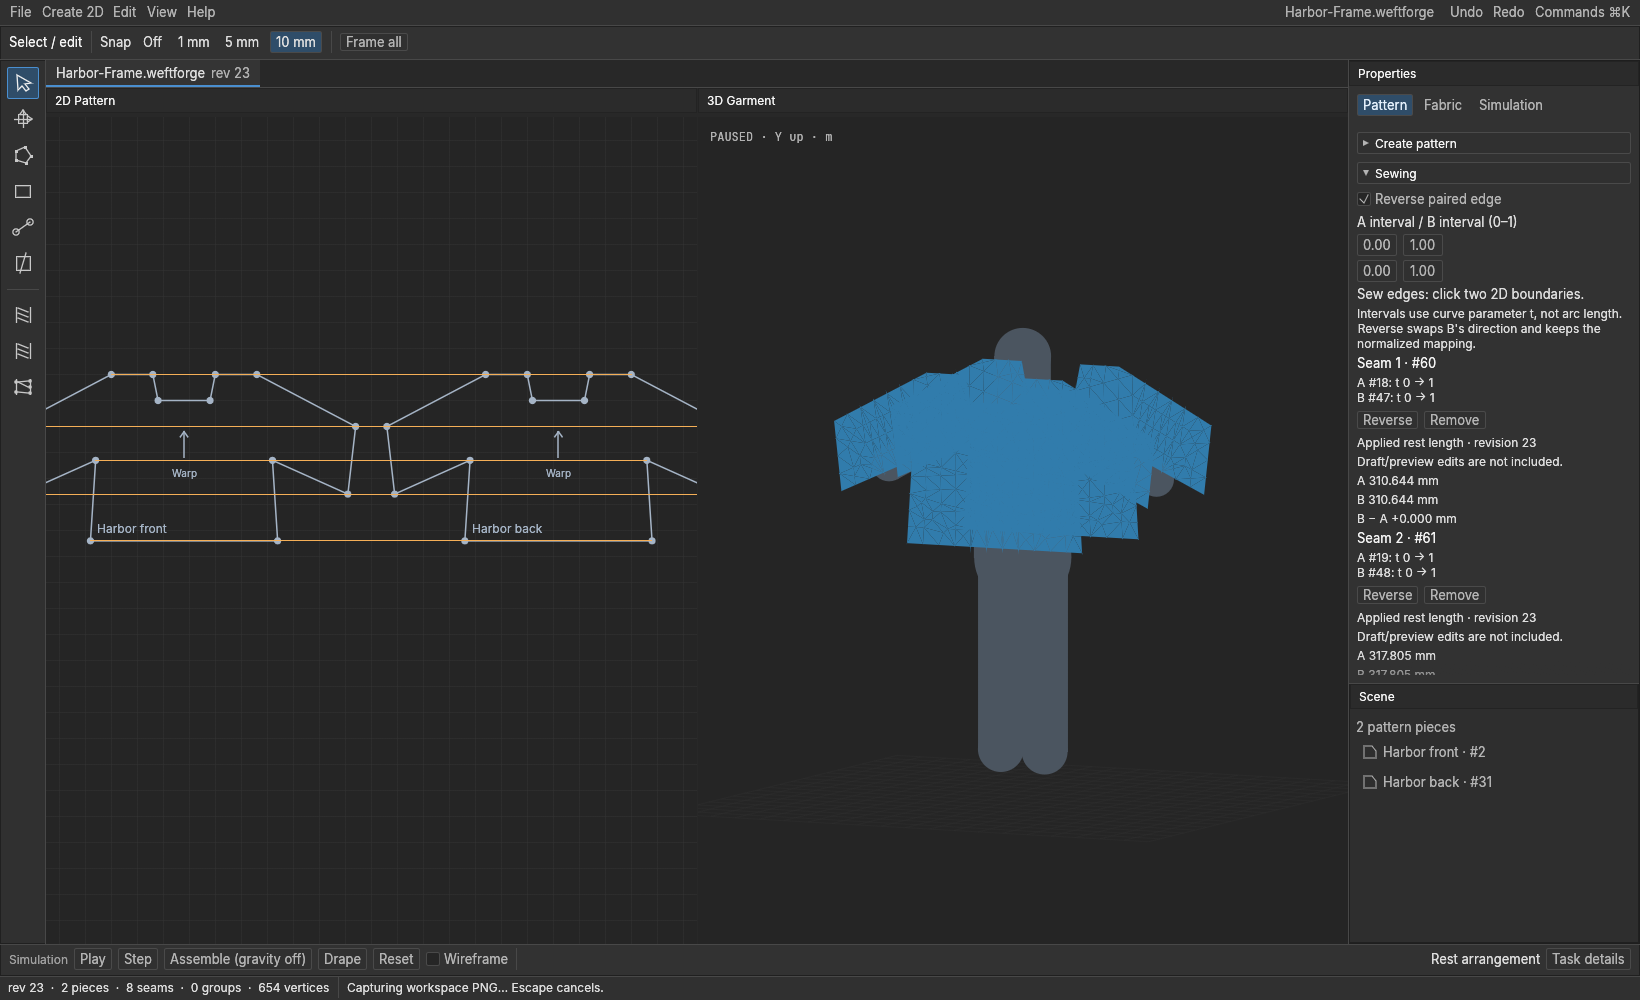 File Create 2D Edit View Help
Harbor-Frame.weftforge Undo Redo Commands ⌘K
Select / edit Snap Off 1 mm 5 mm 10 mm Frame all
Harbor-Frame.weftforge rev 23
2D Pattern
3D Garment
PAUSED · Y up · m
Warp
Warp
Harbor front
Harbor back
Properties
Pattern Fabric Simulation
Create pattern
Sewing
Reverse paired edge
A interval / B interval (0–1)
0.00 1.00
0.00 1.00
Sew edges: click two 2D boundaries.
Intervals use curve parameter t, not arc length.
Reverse swaps B's direction and keeps the
normalized mapping.
Seam 1 · #60
A #18: t 0 → 1
B #47: t 0 → 1
Reverse Remove
Applied rest length · revision 23
Draft/preview edits are not included.
A 310.644 mm
B 310.644 mm
B − A +0.000 mm
Seam 2 · #61
A #19: t 0 → 1
B #48: t 0 → 1
Reverse Remove
Applied rest length · revision 23
Draft/preview edits are not included.
A 317.805 mm
B 317.805 mm
Scene
2 pattern pieces
Harbor front · #2
Harbor back · #31
Simulation Play Step Assemble (gravity off) Drape Reset Wireframe
Rest arrangement Task details
rev 23 · 2 pieces · 8 seams · 0 groups · 654 vertices Capturing workspace PNG... Escape cancels.